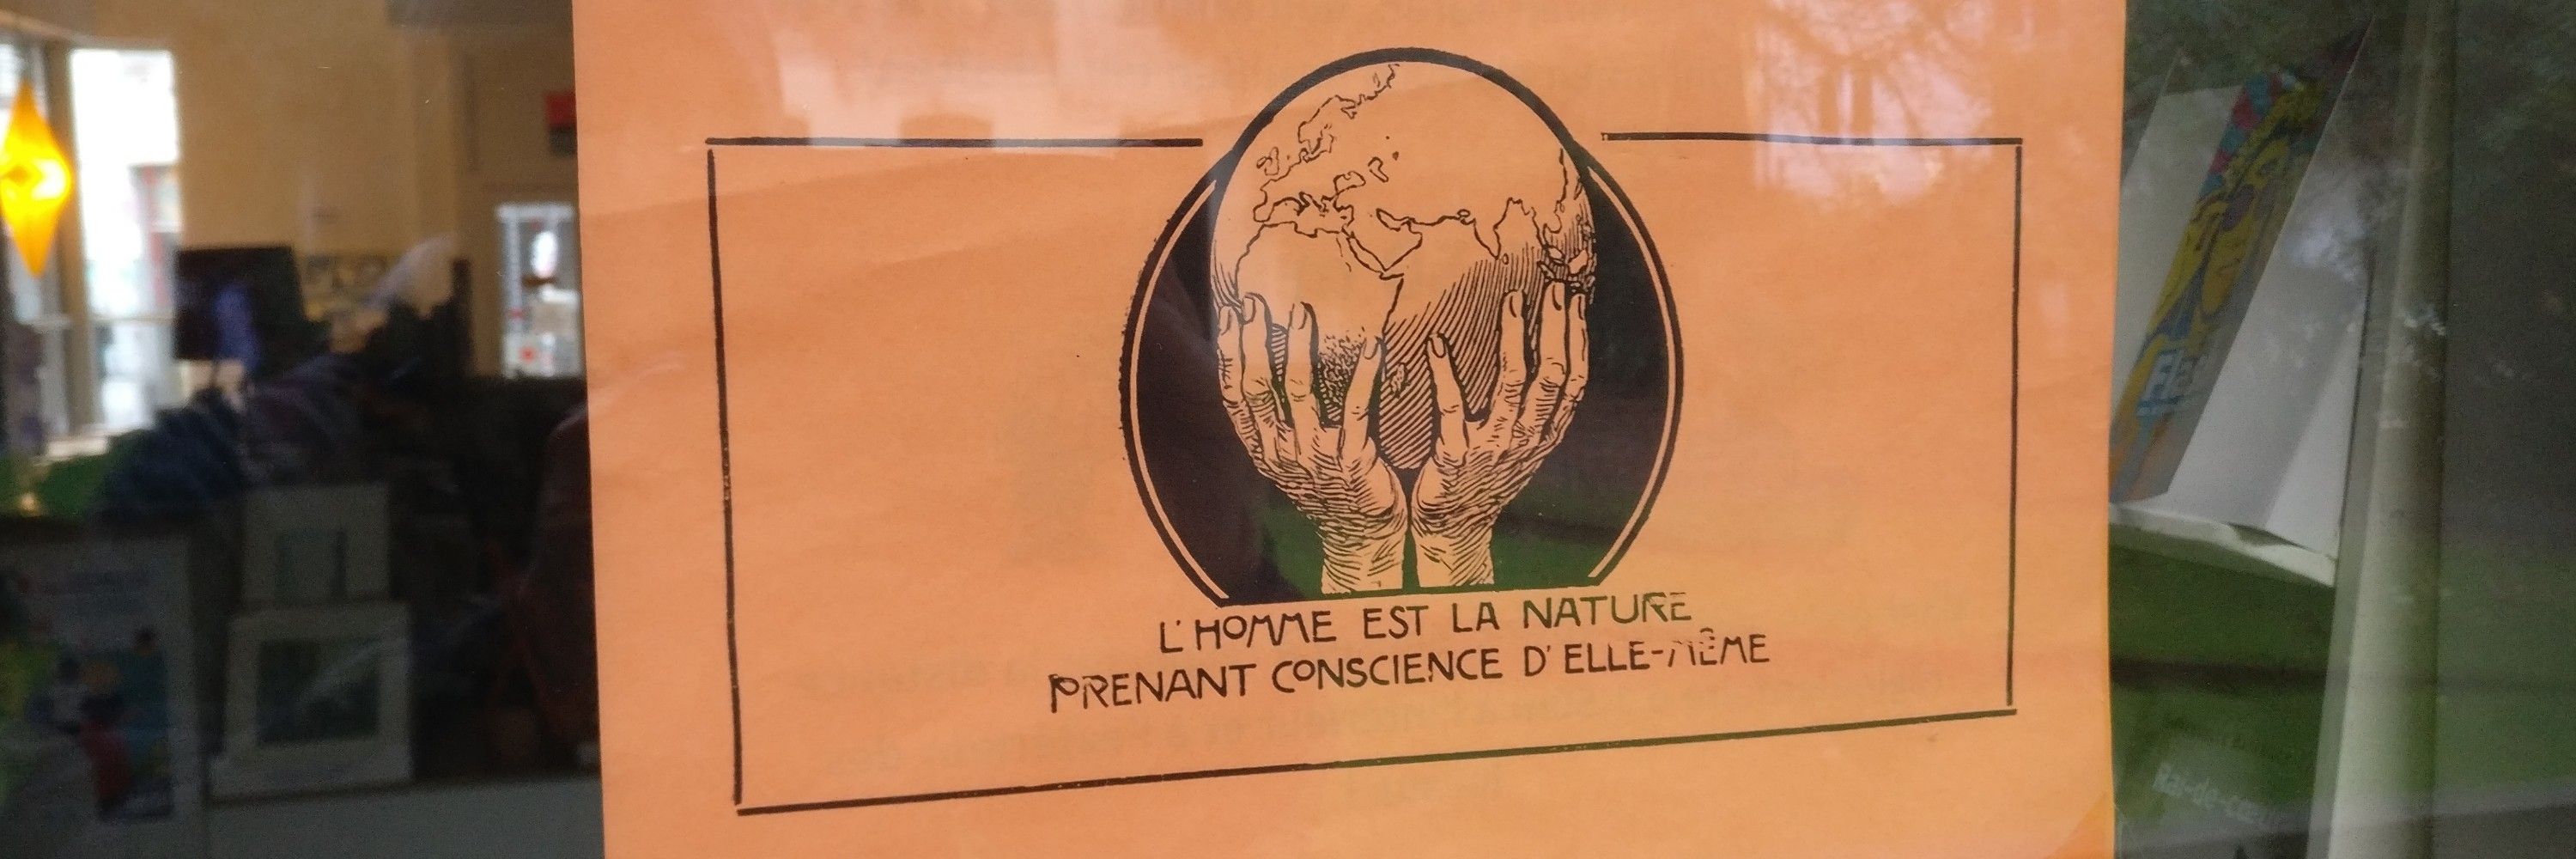 L'HOMME EST LA NATURE
PRENANT CONSCIENCE D'ELLE-MÊME